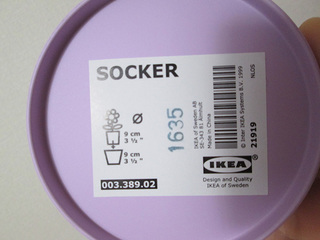 SOCKER
Ø
9 cm
3 ½ "
9 cm
3 ½ "
003.389.02
1635
IKEA of Sweden AB
SE-343 81 Älmhult
Made in China
© Inter IKEA Systems B.V. 1999
21919
NL06
IKEA
Design and Quality
IKEA of Sweden